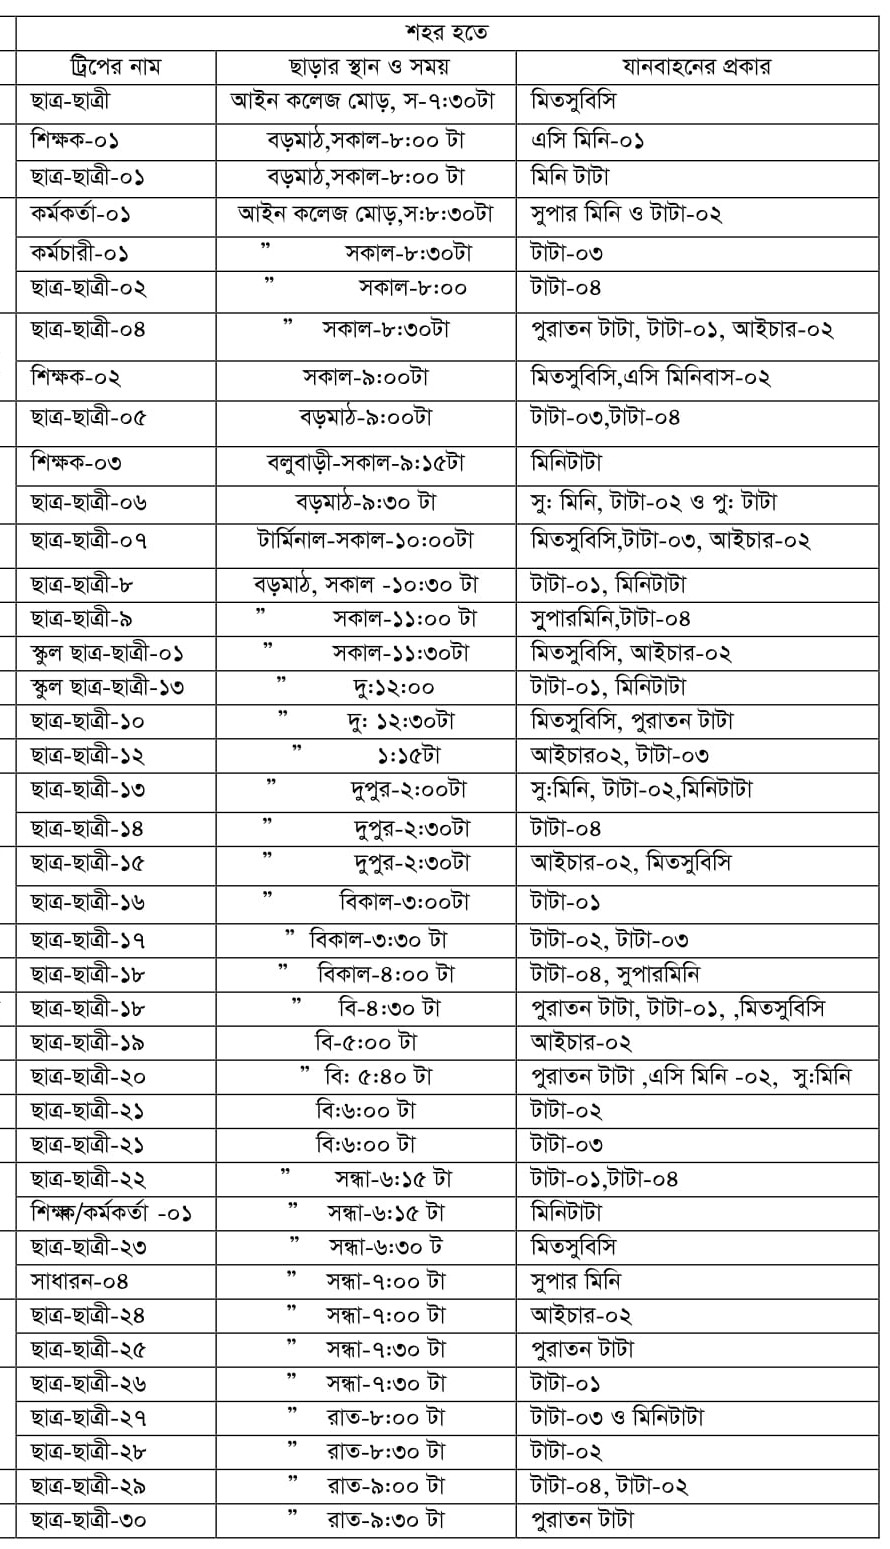 শহর হতে
ট্রিপের নাম ছাড়ার স্থান ও সময় যানবাহনের প্রকার
ছাত্র-ছাত্রী আইন কলেজ মোড়, স-৭:৩০টা মিতসুবিসি
শিক্ষক-০১ বড়মাঠ,সকাল-৮:০০ টা এসি মিনি-০১
ছাত্র-ছাত্রী-০১ বড়মাঠ,সকাল-৮:০০ টা মিনি টাটা
কর্মকর্তা-০১ আইন কলেজ মোড়,স:৮:৩০টা সুপার মিনি ও টাটা-০২
কর্মচারী-০১ ” সকাল-৮:৩০টা টাটা-০৩
ছাত্র-ছাত্রী-০২ ” সকাল-৮:০০ টাটা-০৪
ছাত্র-ছাত্রী-০৪ ” সকাল-৮:৩০টা পুরাতন টাটা, টাটা-০১, আইচার-০২
শিক্ষক-০২ সকাল-৯:০০টা মিতসুবিসি,এসি মিনিবাস-০২
ছাত্র-ছাত্রী-০৫ বড়মাঠ-৯:০০টা টাটা-০৩,টাটা-০৪
শিক্ষক-০৩ বলুবাড়ী-সকাল-৯:১৫টা মিনিটাটা
ছাত্র-ছাত্রী-০৬ বড়মাঠ-৯:৩০ টা সু: মিনি, টাটা-০২ ও পু: টাটা
ছাত্র-ছাত্রী-০৭ টার্মিনাল-সকাল-১০:০০টা মিতসুবিসি,টাটা-০৩, আইচার-০২
ছাত্র-ছাত্রী-৮ বড়মাঠ, সকাল -১০:৩০ টা টাটা-০১, মিনিটাটা
ছাত্র-ছাত্রী-৯ ” সকাল-১১:০০ টা সুপারমিনি,টাটা-০৪
স্কুল ছাত্র-ছাত্রী-০১ ” সকাল-১১:৩০টা মিতসুবিসি, আইচার-০২
স্কুল ছাত্র-ছাত্রী-১৩ ” দু:১২:০০ টাটা-০১, মিনিটাটা
ছাত্র-ছাত্রী-১০ ” দু: ১২:৩০টা মিতসুবিসি, পুরাতন টাটা
ছাত্র-ছাত্রী-১২ ” ১:১৫টা আইচার০২, টাটা-০৩
ছাত্র-ছাত্রী-১৩ ” দুপুর-২:০০টা সু:মিনি, টাটা-০২,মিনিটাটা
ছাত্র-ছাত্রী-১৪ ” দুপুর-২:৩০টা টাটা-০৪
ছাত্র-ছাত্রী-১৫ ” দুপুর-২:৩০টা আইচার-০২, মিতসুবিসি
ছাত্র-ছাত্রী-১৬ ” বিকাল-৩:০০টা টাটা-০১
ছাত্র-ছাত্রী-১৭ ” বিকাল-৩:৩০ টা টাটা-০২, টাটা-০৩
ছাত্র-ছাত্রী-১৮ ” বিকাল-৪:০০ টা টাটা-০৪, সুপারমিনি
ছাত্র-ছাত্রী-১৮ ” বি-৪:৩০ টা পুরাতন টাটা, টাটা-০১, ,মিতসুবিসি
ছাত্র-ছাত্রী-১৯ বি-৫:০০ টা আইচার-০২
ছাত্র-ছাত্রী-২০ ” বি: ৫:৪০ টা পুরাতন টাটা ,এসি মিনি -০২, সু:মিনি
ছাত্র-ছাত্রী-২১ বি:৬:০০ টা টাটা-০২
ছাত্র-ছাত্রী-২১ বি:৬:০০ টা টাটা-০৩
ছাত্র-ছাত্রী-২২ ” সন্ধা-৬:১৫ টা টাটা-০১,টাটা-০৪
শিক্ষক/কর্মকর্তা -০১ ” সন্ধা-৬:১৫ টা মিনিটাটা
ছাত্র-ছাত্রী-২৩ ” সন্ধা-৬:৩০ ট মিতসুবিসি
সাধারন-০৪ ” সন্ধা-৭:০০ টা সুপার মিনি
ছাত্র-ছাত্রী-২৪ ” সন্ধা-৭:০০ টা আইচার-০২
ছাত্র-ছাত্রী-২৫ ” সন্ধা-৭:৩০ টা পুরাতন টাটা
ছাত্র-ছাত্রী-২৬ ” সন্ধা-৭:৩০ টা টাটা-০১
ছাত্র-ছাত্রী-২৭ ” রাত-৮:০০ টা টাটা-০৩ ও মিনিটাটা
ছাত্র-ছাত্রী-২৮ ” রাত-৮:৩০ টা টাটা-০২
ছাত্র-ছাত্রী-২৯ ” রাত-৯:০০ টা টাটা-০৪, টাটা-০২
ছাত্র-ছাত্রী-৩০ ” রাত-৯:৩০ টা পুরাতন টাটা